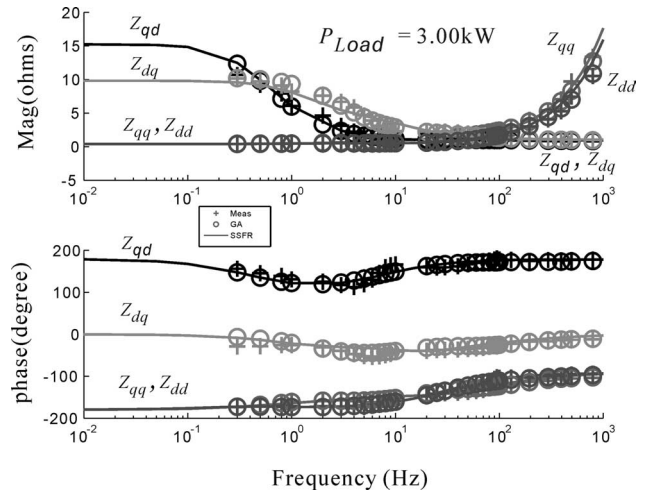 20
Z_qd
P_Load = 3.00kW
Z_qq
15
10
Z_dq
Z_dd
5
Z_qq , Z_dd
0
Z_qd , Z_dq
-5
Mag(ohms)
10^-2 10^-1 10^0 10^1 10^2 10^3
Meas
GA
SSFR
200
Z_qd
100
0
Z_dq
-100
Z_qq , Z_dd
-200
phase(degree)
10^-2 10^-1 10^0 10^1 10^2 10^3
Frequency (Hz)